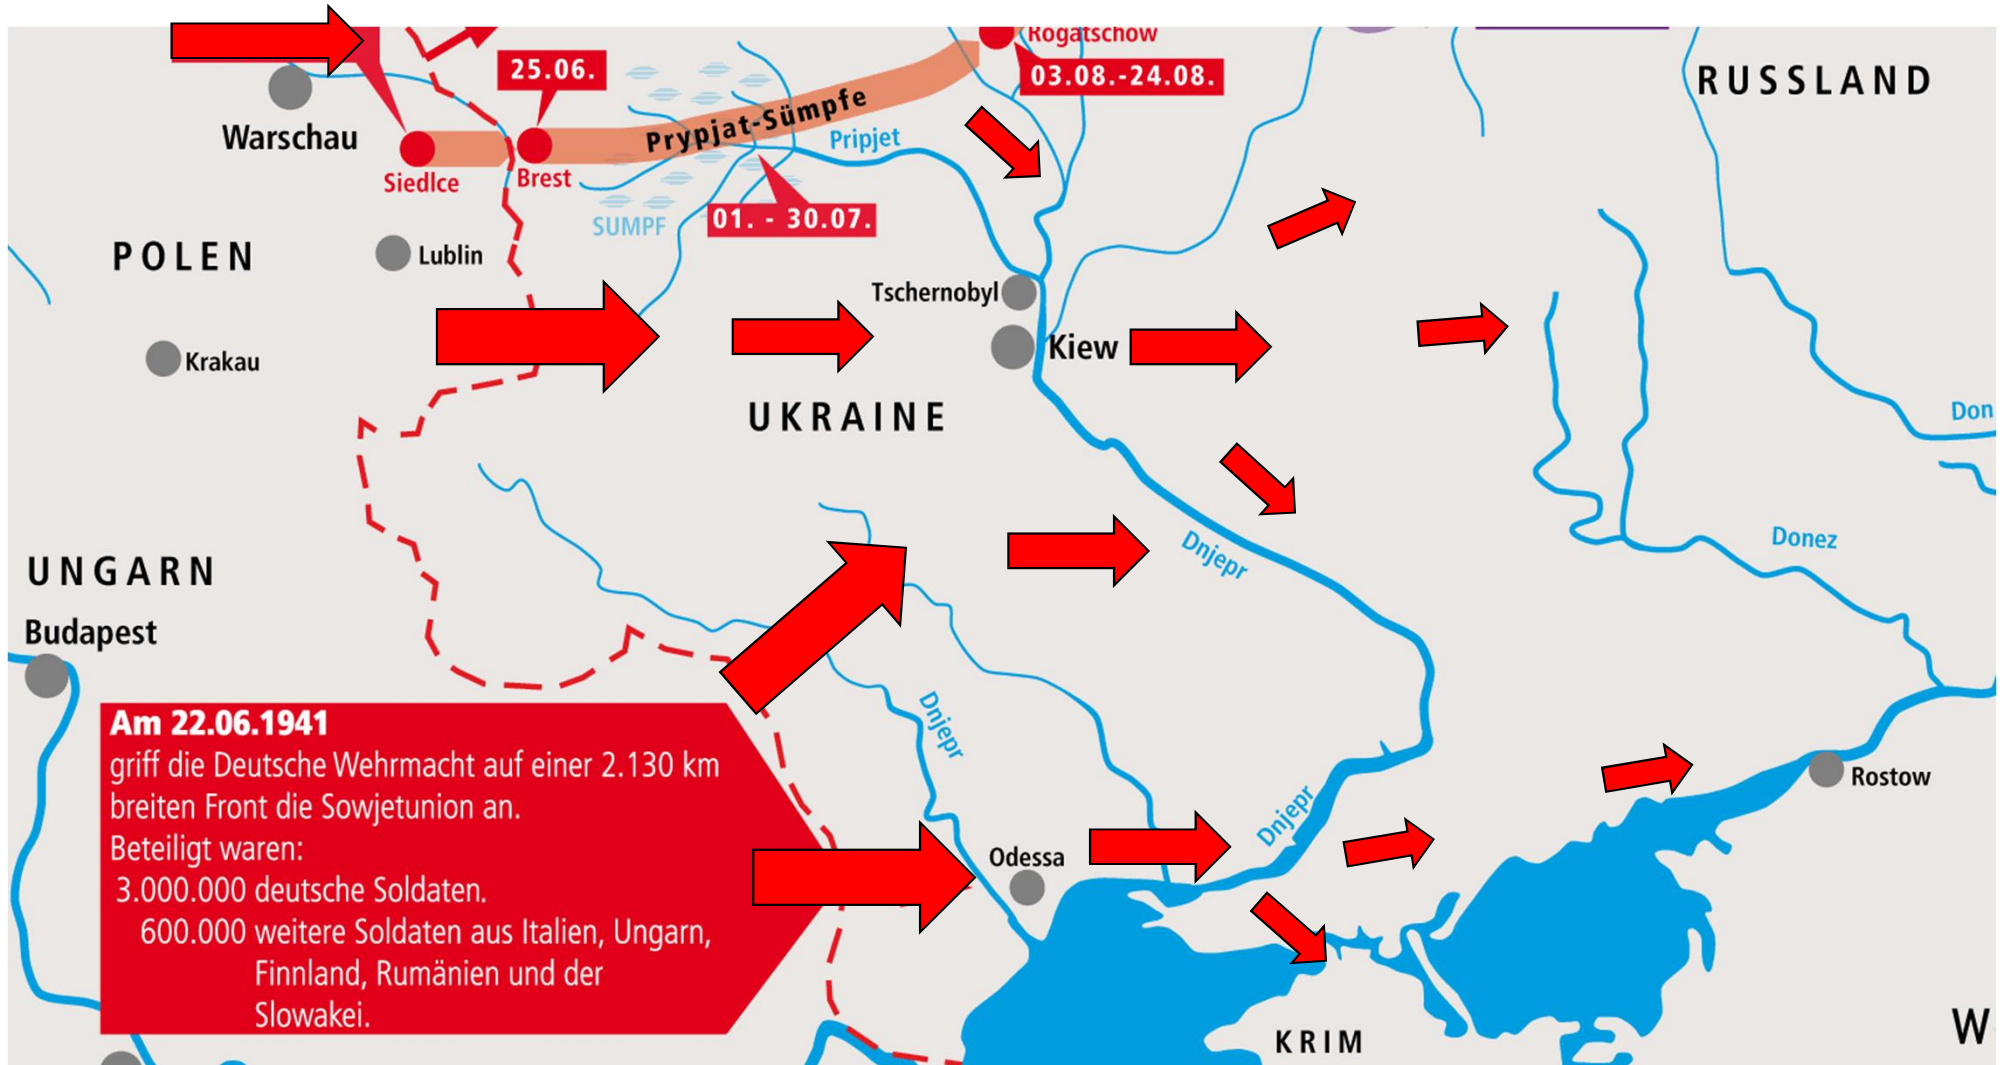 Rogatschow
03.08.-24.08.
RUSSLAND
25.06.
Warschau
Prypjat-Sümpfe
Pripjet
Siedlce
Brest
01. - 30.07.
SUMPF
POLEN
Lublin
Tschernobyl
Kiew
Krakau
UKRAINE
Don
Dnjepr
Donez
UNGARN
Budapest
Dnjepr
Am 22.06.1941
griff die Deutsche Wehrmacht auf einer 2.130 km
breiten Front die Sowjetunion an.
Beteiligt waren:
3.000.000 deutsche Soldaten.
600.000 weitere Soldaten aus Italien, Ungarn,
Finnland, Rumänien und der
Slowakei.
Rostow
Dnjepr
Odessa
KRIM
W